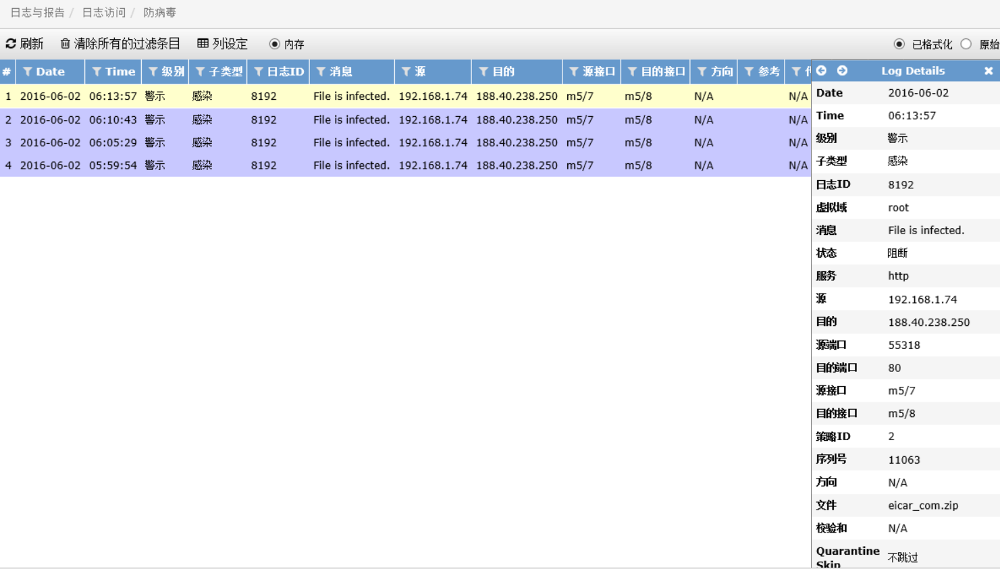 日志与报告 / 日志访问 / 防病毒
刷新 清除所有的过滤条目 列设定 内存 已格式化 原始
# Date Time 级别 子类型 日志ID 消息 源 目的 源接口 目的接口 方向 参考
1 2016-06-02 06:13:57 警示 感染 8192 File is infected. 192.168.1.74 188.40.238.250 m5/7 m5/8 N/A N/A
2 2016-06-02 06:10:43 警示 感染 8192 File is infected. 192.168.1.74 188.40.238.250 m5/7 m5/8 N/A N/A
3 2016-06-02 06:05:29 警示 感染 8192 File is infected. 192.168.1.74 188.40.238.250 m5/7 m5/8 N/A N/A
4 2016-06-02 05:59:54 警示 感染 8192 File is infected. 192.168.1.74 188.40.238.250 m5/7 m5/8 N/A N/A
Log Details
Date 2016-06-02
Time 06:13:57
级别 警示
子类型 感染
日志ID 8192
虚拟域 root
消息 File is infected.
状态 阻断
服务 http
源 192.168.1.74
目的 188.40.238.250
源端口 55318
目的端口 80
源接口 m5/7
目的接口 m5/8
策略ID 2
序列号 11063
方向 N/A
文件 eicar_com.zip
校验和 N/A
Quarantine Skip 不跳过